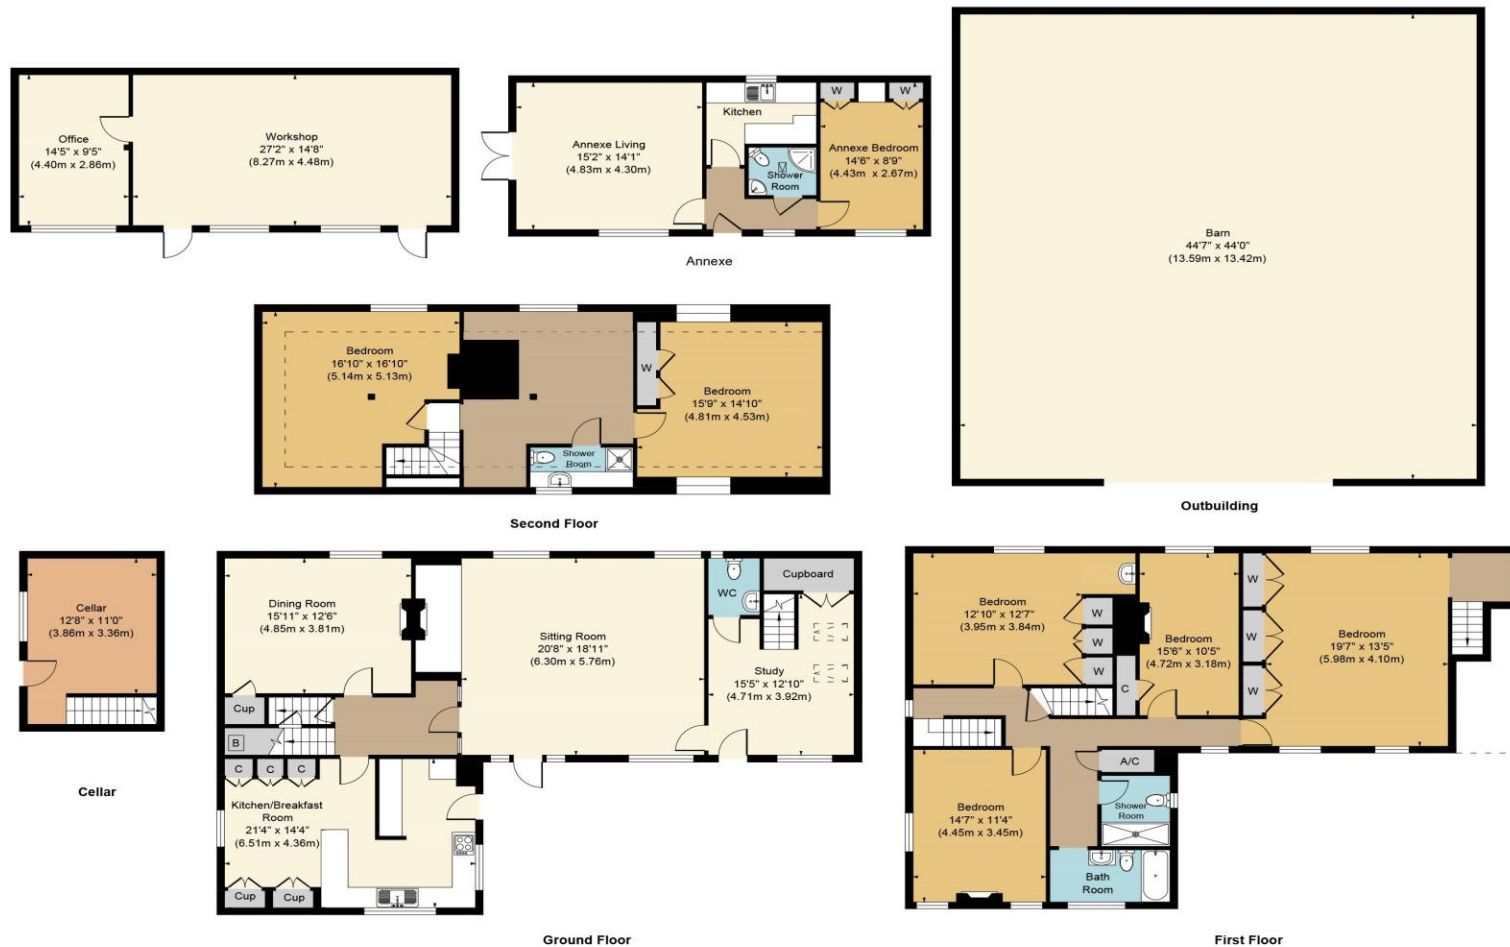 Office
14'5" x 9'5"
(4.40m x 2.86m)
Workshop
27'2" x 14'8"
(8.27m x 4.48m)
Annexe Living
15'2" x 14'1"
(4.83m x 4.30m)
Kitchen
W
W
Annexe Bedroom
14'6" x 8'9"
(4.43m x 2.67m)
Shower
Room
Annexe
Barn
44'7" x 44'0"
(13.59m x 13.42m)
Outbuilding
Bedroom
16'10" x 16'10"
(5.14m x 5.13m)
W
Bedroom
15'9" x 14'10"
(4.81m x 4.53m)
Shower
Room
Second Floor
Cellar
12'8" x 11'0"
(3.86m x 3.36m)
Cellar
Dining Room
15'11" x 12'6"
(4.85m x 3.81m)
Cup
B
Sitting Room
20'8" x 18'11"
(6.30m x 5.76m)
WC
Cupboard
Study
15'5" x 12'10"
(4.71m x 3.92m)
C
C
C
Kitchen/Breakfast
Room
21'4" x 14'4"
(6.51m x 4.36m)
Cup
Cup
Ground Floor
Bedroom
12'10" x 12'7"
(3.95m x 3.84m)
W
W
W
C
Bedroom
15'6" x 10'5"
(4.72m x 3.18m)
W
W
W
Bedroom
19'7" x 13'5"
(5.98m x 4.10m)
A/C
Bedroom
14'7" x 11'4"
(4.45m x 3.45m)
Shower
Room
Bath
Room
First Floor